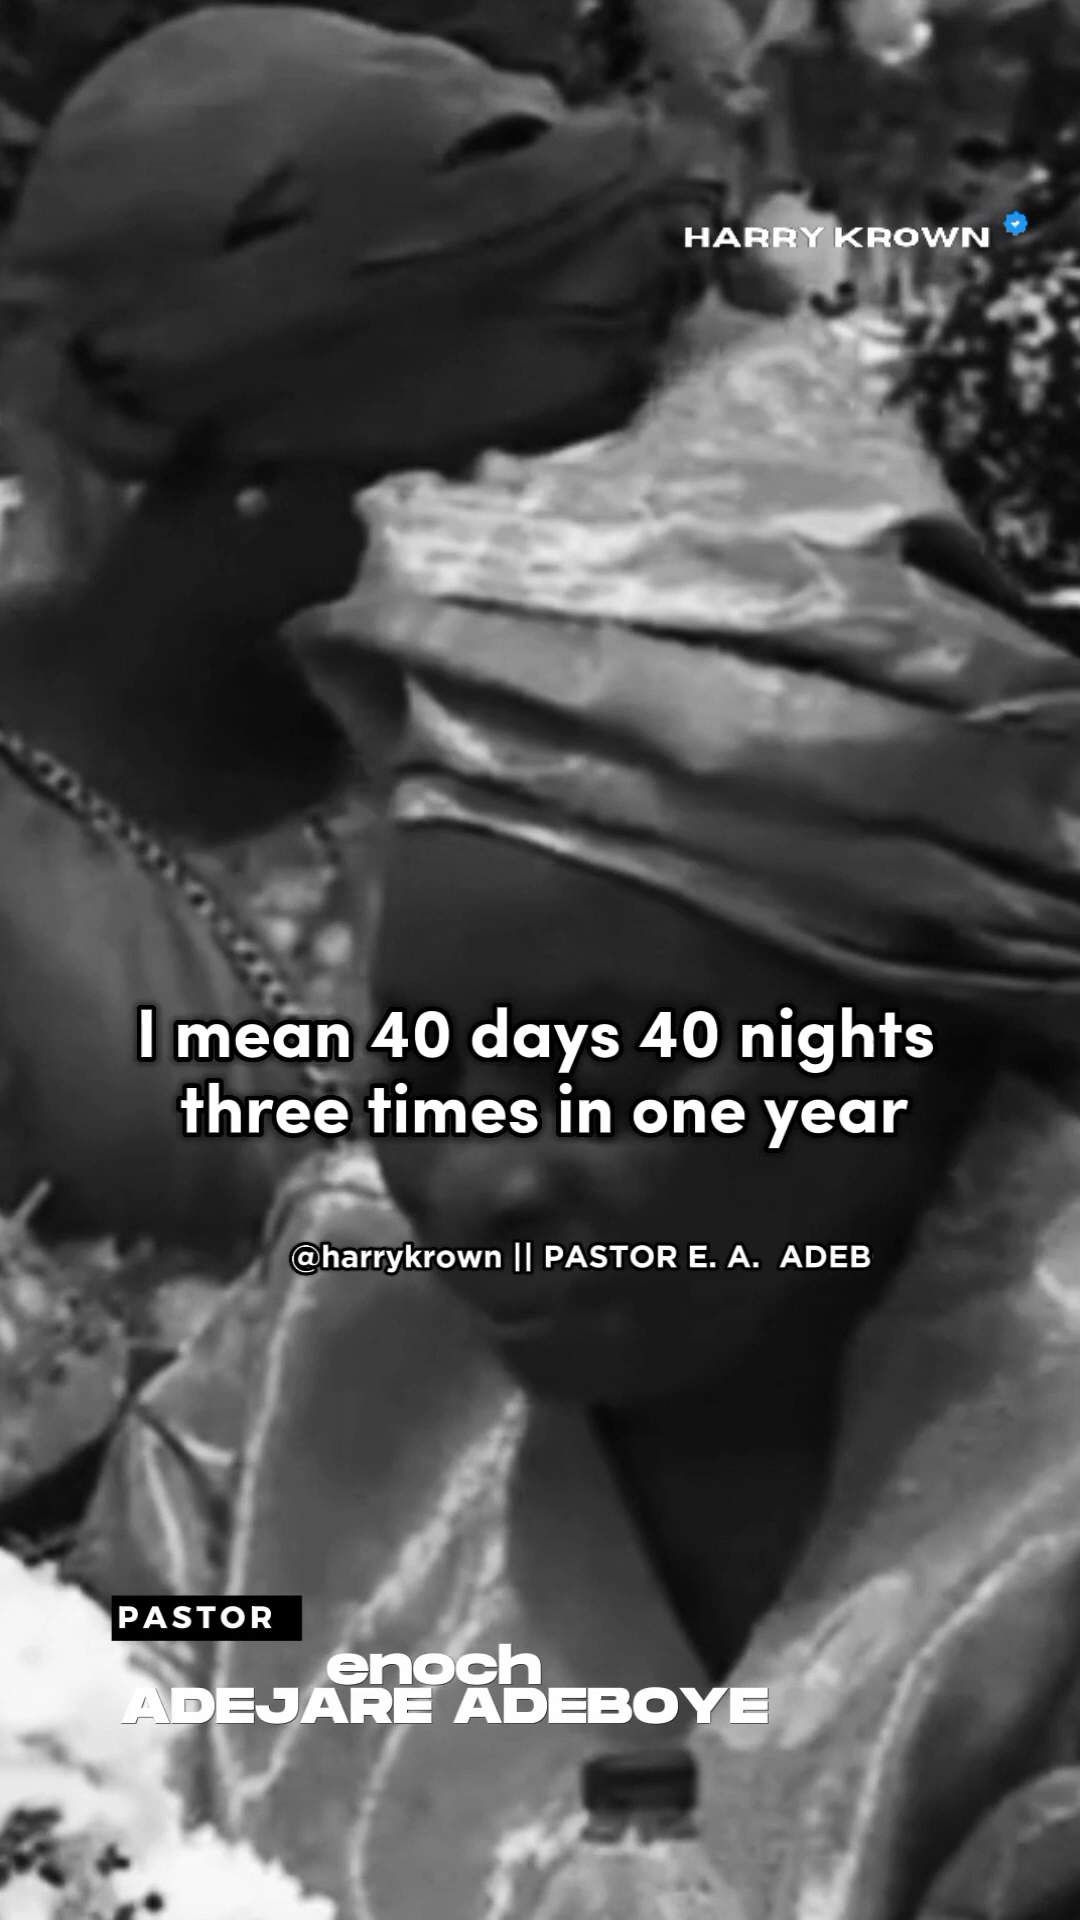 HARRY KROWN
I mean 40 days 40 nights
three times in one year
@harrykrown || PASTOR E. A. ADEB
PASTOR
enoch
ADEJARE ADEBOYE